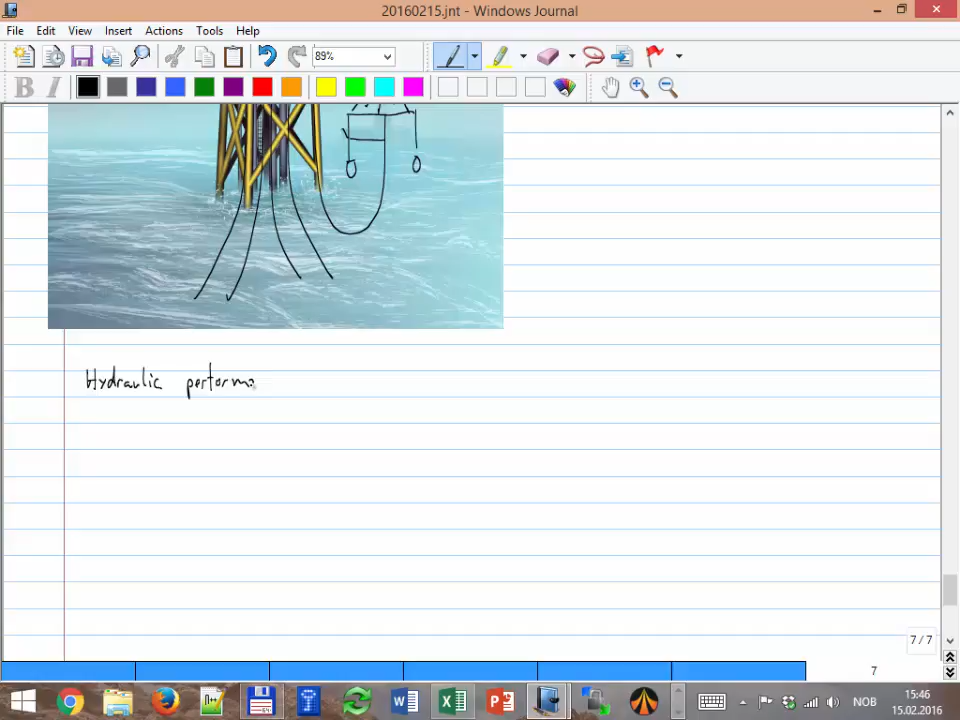 20160215.jnt - Windows Journal
File Edit View Insert Actions Tools Help
89%
B I
Hydraulic performa
7 / 7
7
NOB
15:46
15.02.2016